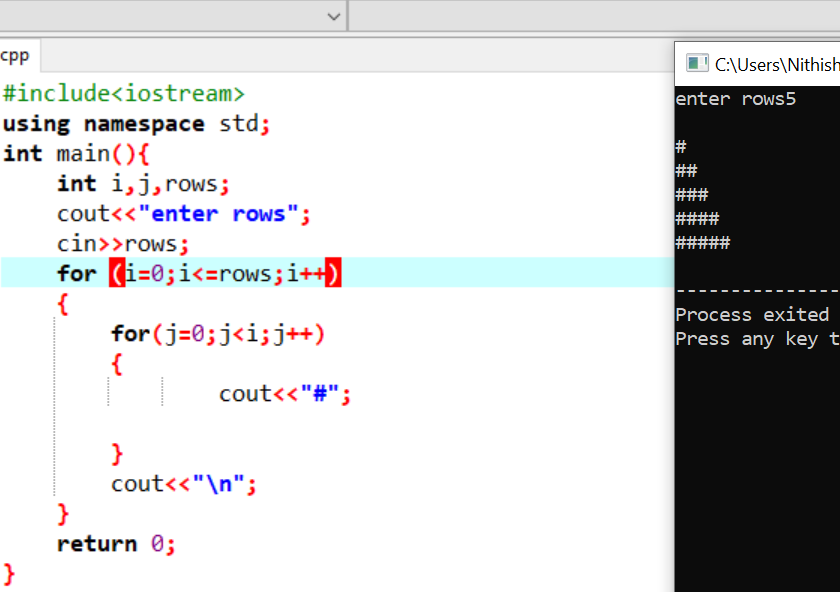 cpp
#include<iostream>
using namespace std;
int main(){
int i,j,rows;
cout<<"enter rows";
cin>>rows;
for (i=0;i<=rows;i++)
{
for(j=0;j<i;j++)
{
cout<<"#";
}
cout<<"\n";
}
return 0;
}
C:\Users\Nithish
enter rows5
#
##
###
####
#####
---------------
Process exited
Press any key t